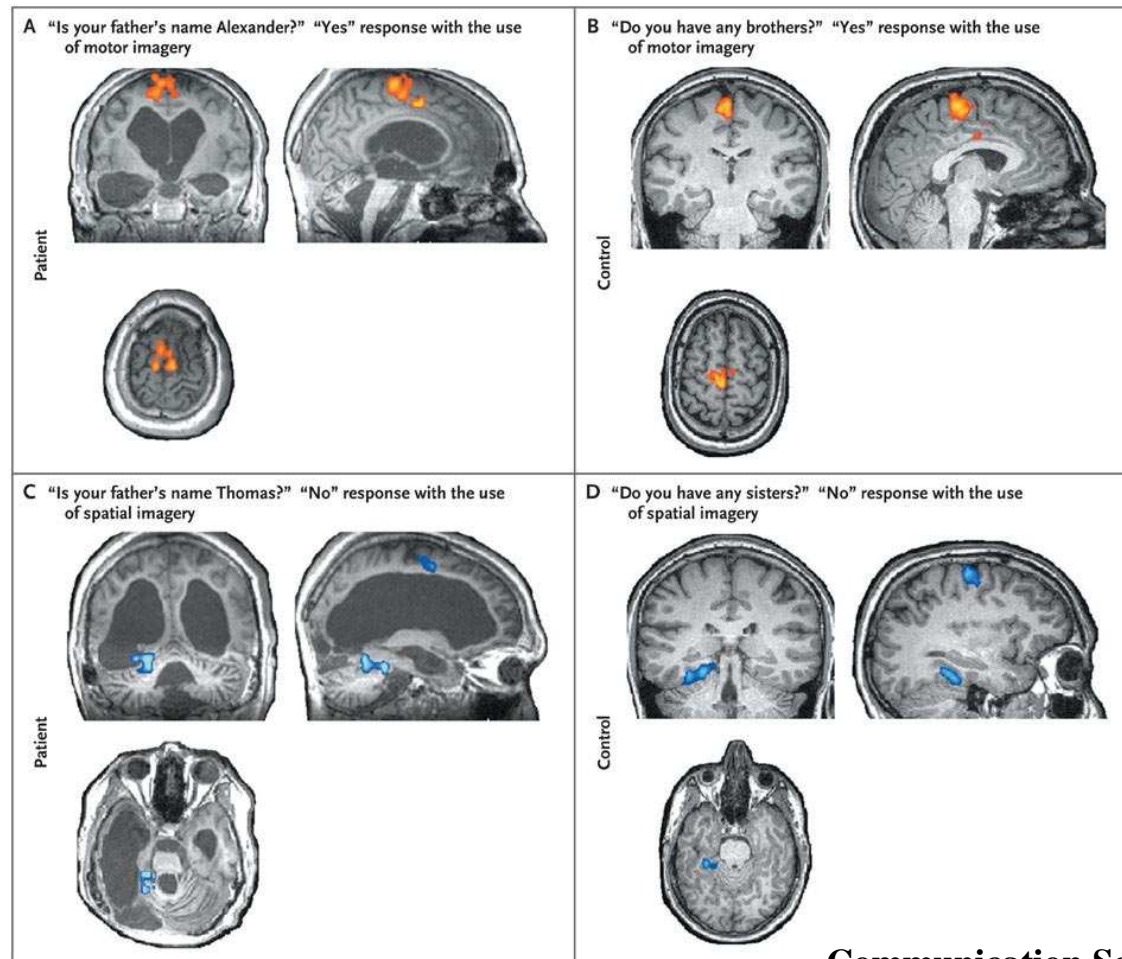 A "Is your father's name Alexander?" "Yes" response with the use
of motor imagery
B "Do you have any brothers?" "Yes" response with the use
of motor imagery
Patient
Control
C "Is your father's name Thomas?" "No" response with the use
of spatial imagery
D "Do you have any sisters?" "No" response with the use
of spatial imagery
Patient
Control